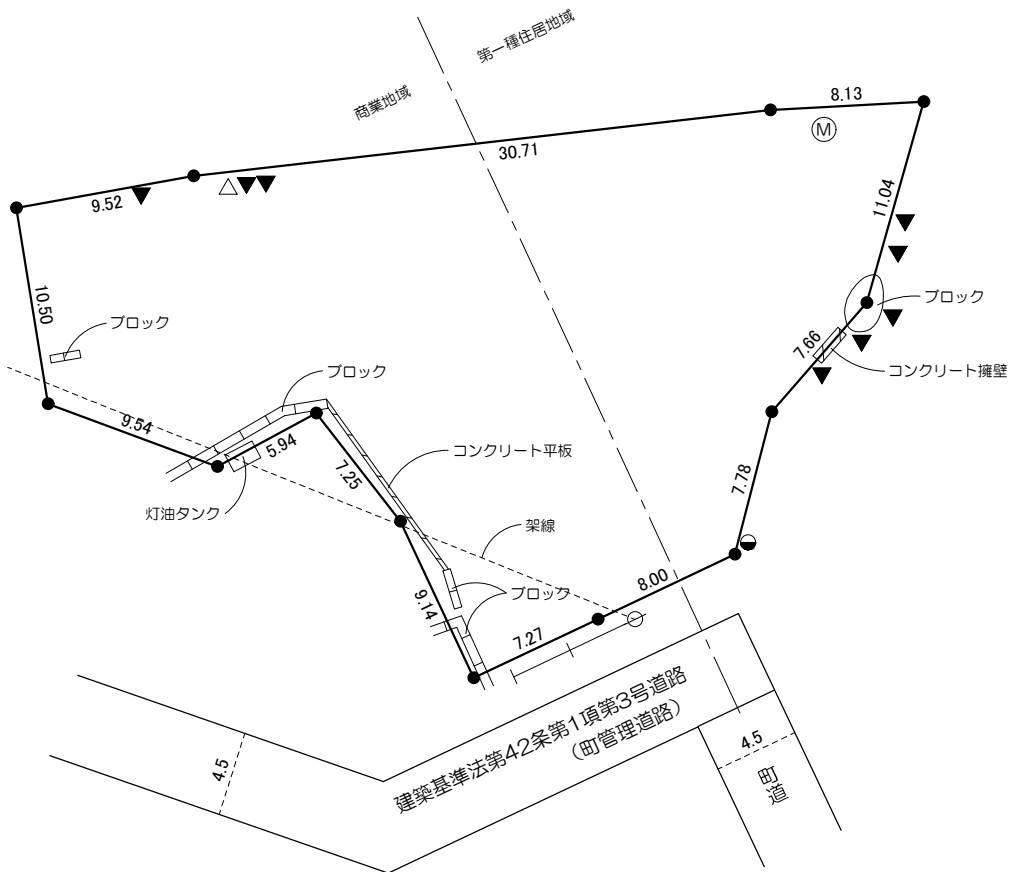 第一種住居地域
商業地域
8.13
M
30.71
9.52
11.04
10.50
ブロック
ブロック
7.66
コンクリート擁壁
ブロック
9.54
5.94
7.25
コンクリート平板
7.78
灯油タンク
架線
8.00
ブロック
9.14
7.27
建築基準法第42条第1項第3号道路
（町管理道路）
4.5
4.5
町道